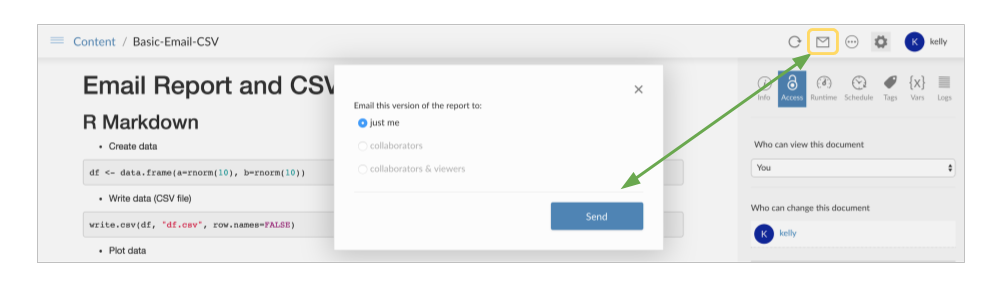 Content / Basic-Email-CSV
K kelly
Email Report and CSV
R Markdown
• Create data
df <- data.frame(a=rnorm(10), b=rnorm(10))
• Write data (CSV file)
write.csv(df, "df.csv", row.names=FALSE)
• Plot data
Email this version of the report to:
just me
collaborators
collaborators & viewers
Send
Info Access Runtime Schedule Tags Vars Logs
Who can view this document
You
Who can change this document
K kelly